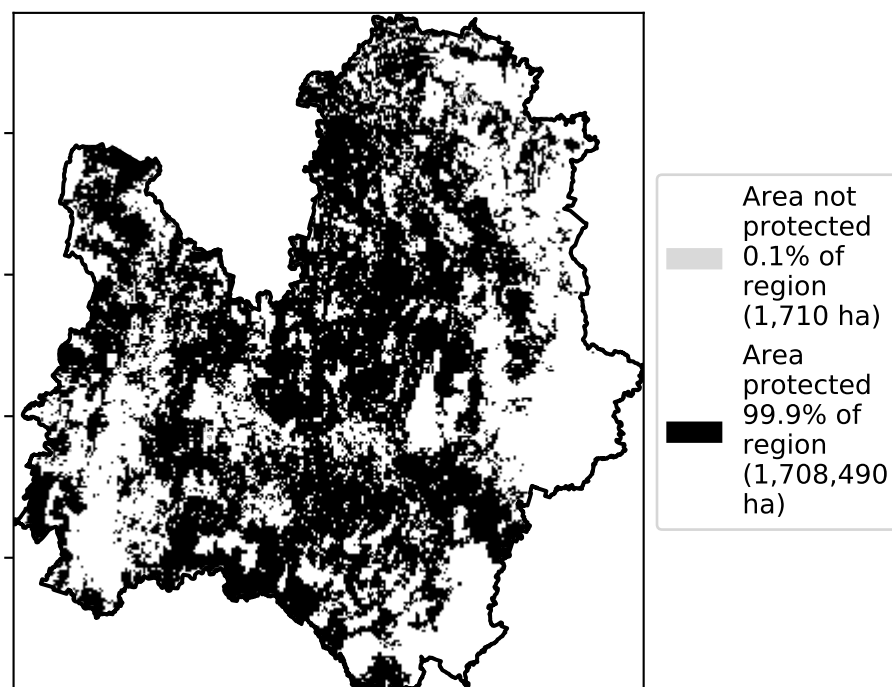 Area not
protected
0.1% of
region
(1,710 ha)
Area
protected
99.9% of
region
(1,708,490
ha)